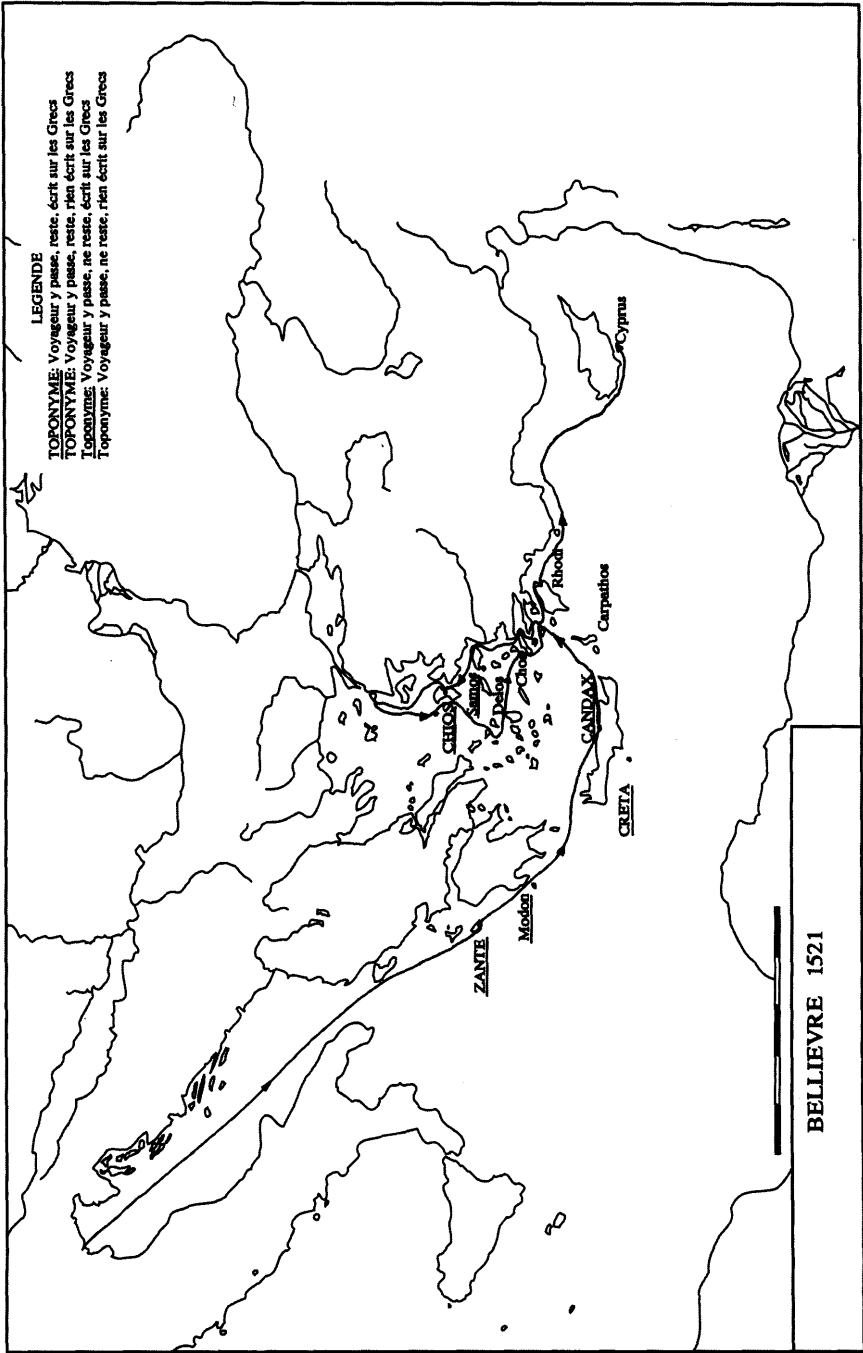 LEGENDE
TOPONYME: Voyageur y passe, reste, écrit sur les Grecs
TOPONYME: Voyageur y passe, reste, rien écrit sur les Grecs
Toponyme: Voyageur y passe, ne reste, écrit sur les Grecs
Toponyme: Voyageur y passe, ne reste, rien écrit sur les Grecs
CHIOS
Samos
Delos
Chos
Rhodi
Carpathos
Cyprus
CANDAX
CRETA
Modon
ZANTE
BELLIEVRE 1521